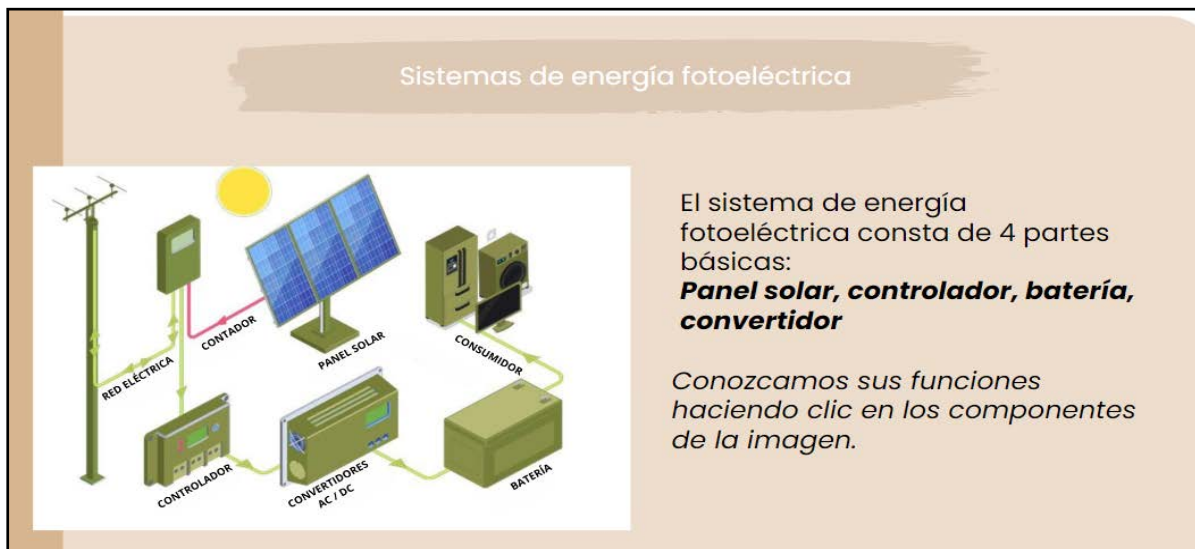 Sistemas de energía fotoeléctrica
CONTADOR
RED ELÉCTRICA
PANEL SOLAR
CONSUMIDOR
CONTROLADOR
CONVERTIDORES
AC / DC
BATERÍA
El sistema de energía
fotoeléctrica consta de 4 partes
básicas:
Panel solar, controlador, batería,
convertidor
Conozcamos sus funciones
haciendo clic en los componentes
de la imagen.